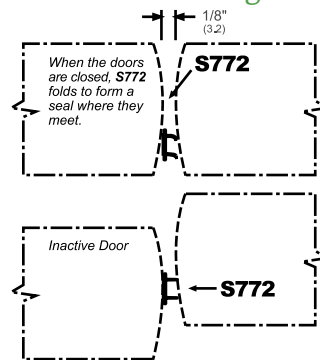 1/8"
(3.2)
When the doors
are closed, S772
folds to form a
seal where they
meet.
S772
Inactive Door
S772